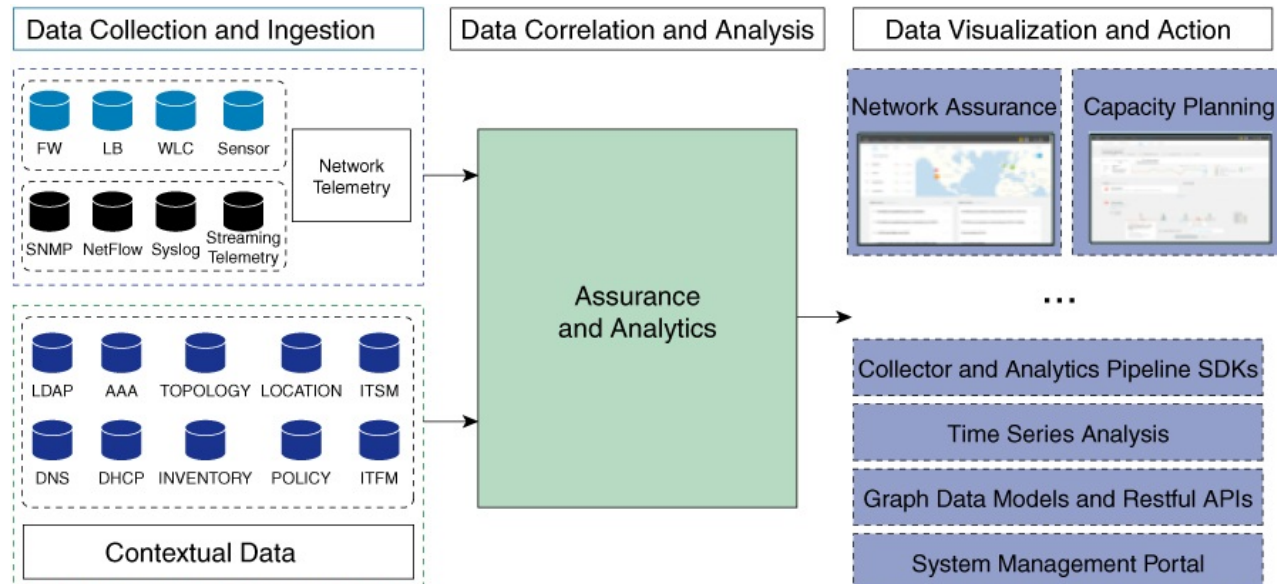 Data Collection and Ingestion
Data Correlation and Analysis
Data Visualization and Action
FW
LB
WLC
Sensor
SNMP
NetFlow
Syslog
Streaming
Telemetry
Network
Telemetry
LDAP
AAA
TOPOLOGY
LOCATION
ITSM
DNS
DHCP
INVENTORY
POLICY
ITFM
Contextual Data
Assurance
and Analytics
Network Assurance
Capacity Planning
...
Collector and Analytics Pipeline SDKs
Time Series Analysis
Graph Data Models and Restful APIs
System Management Portal